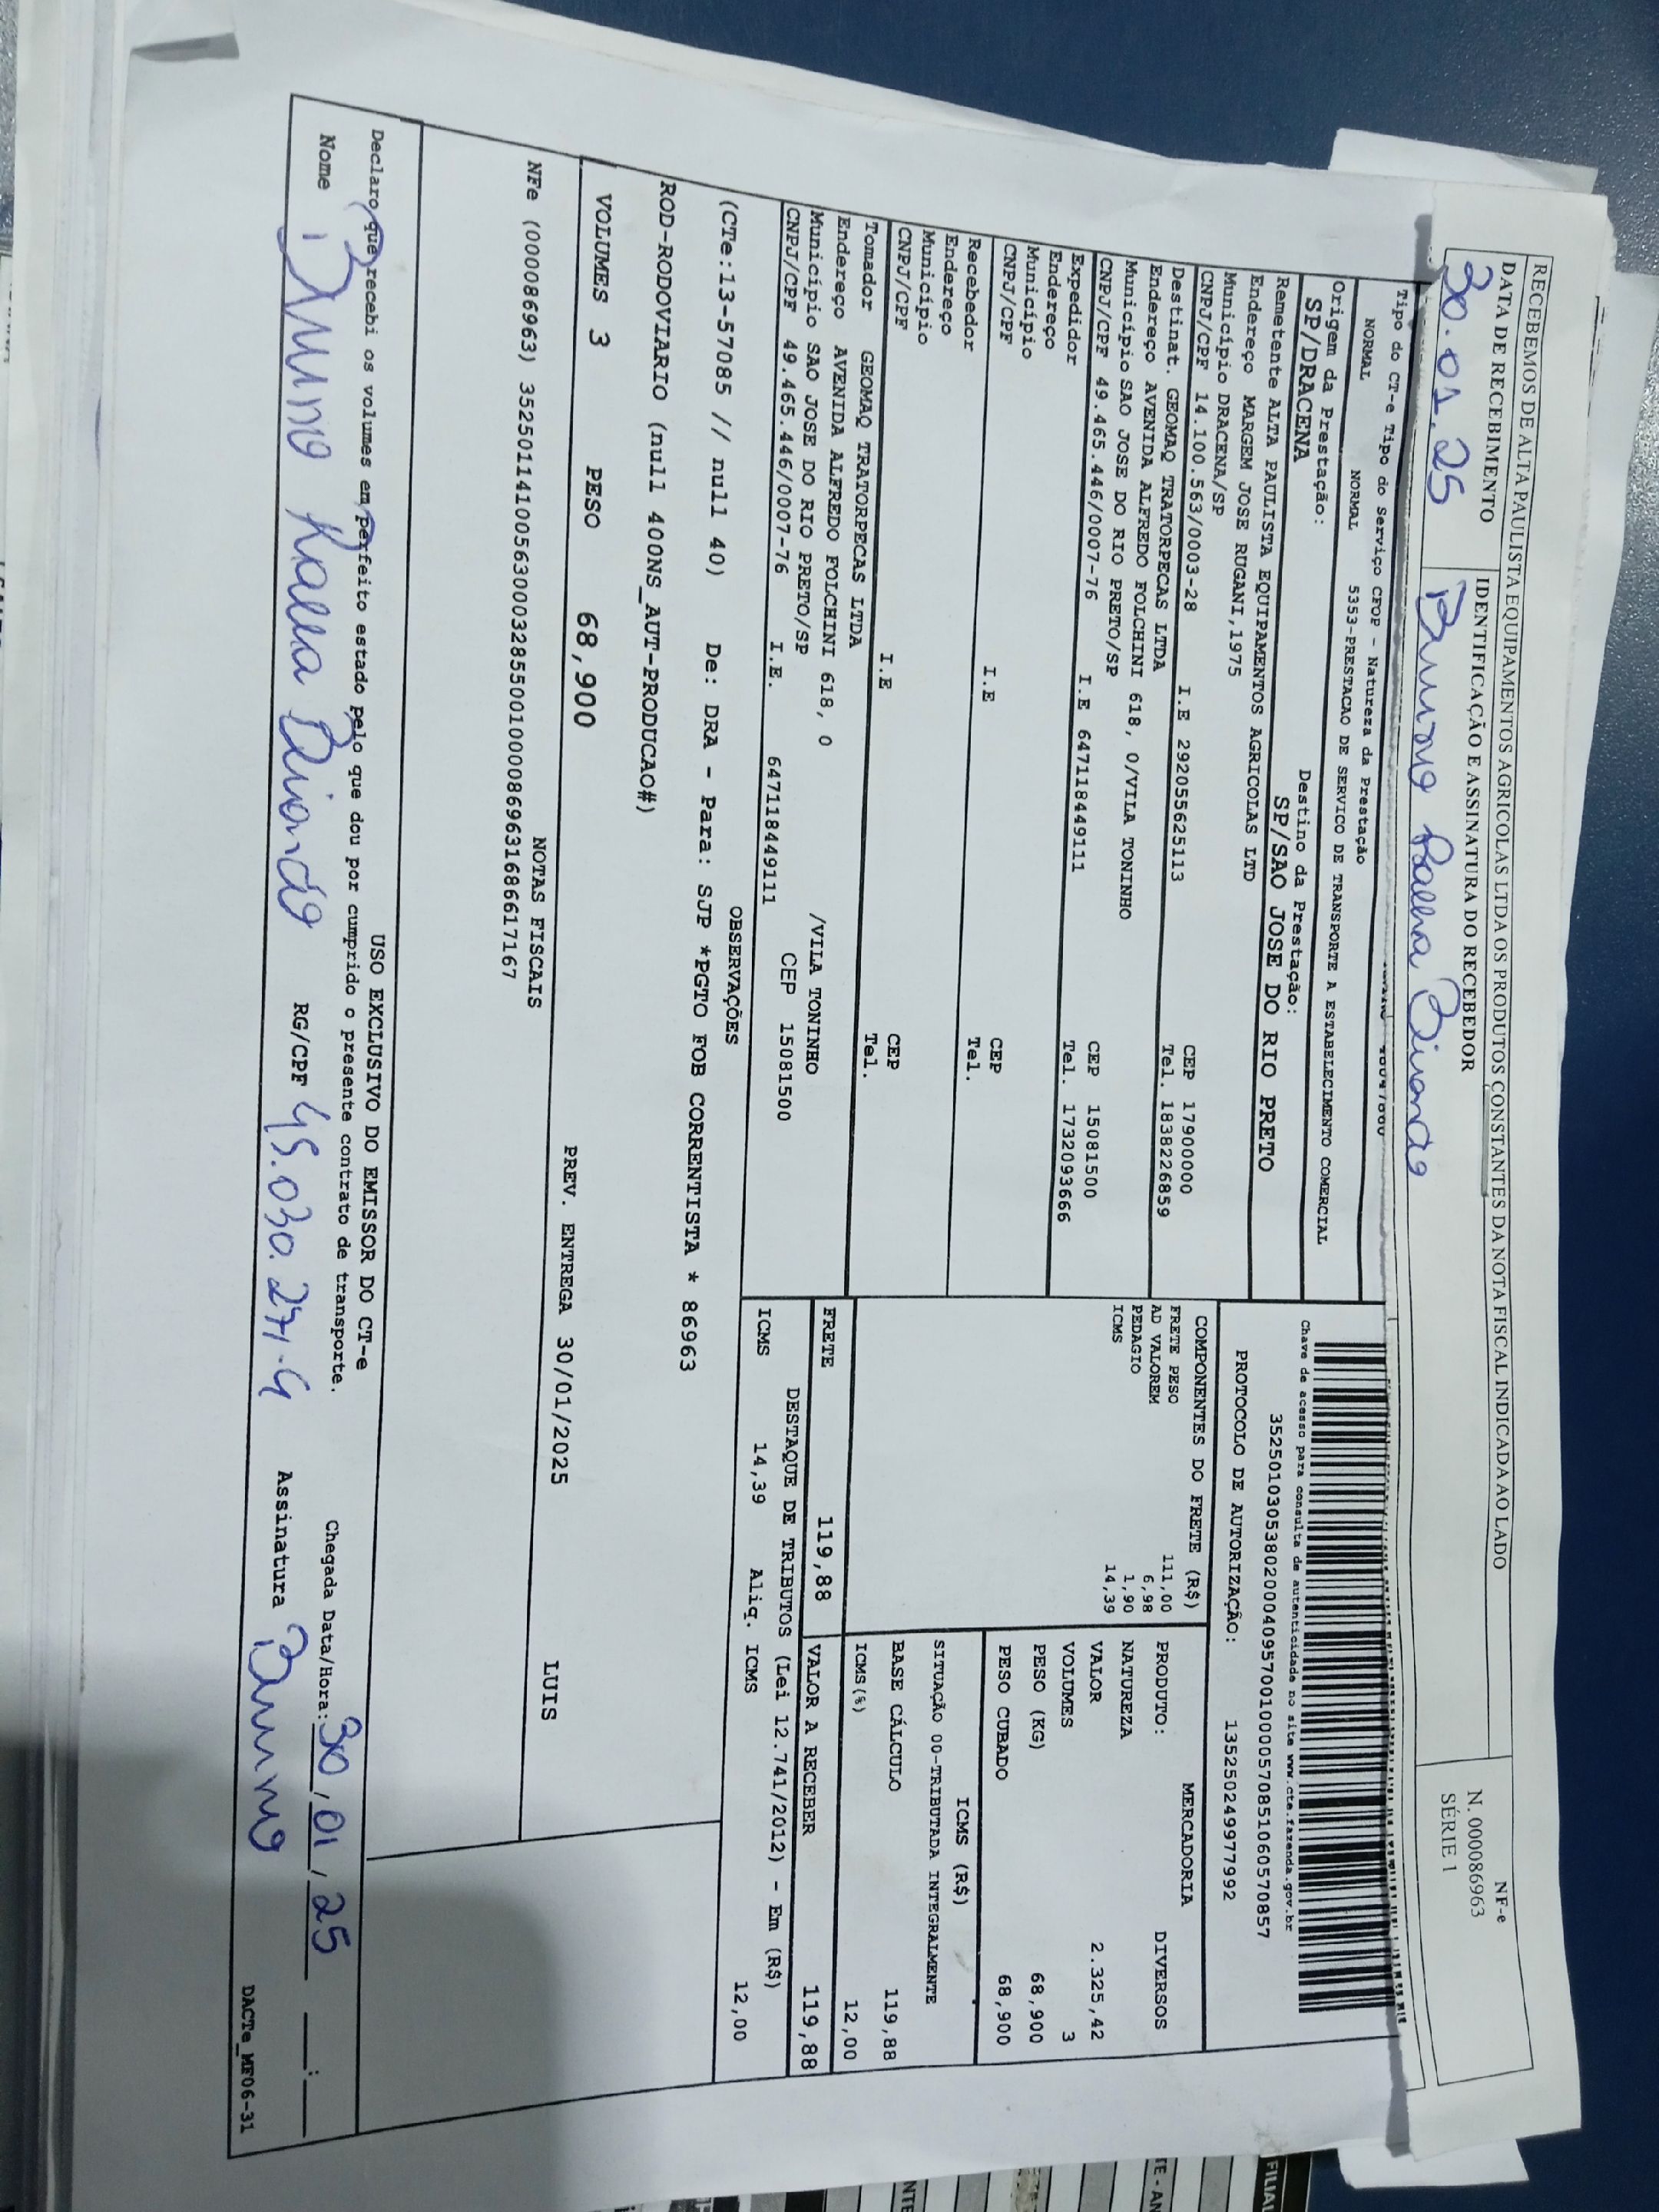 RECEBEMOS DE ALTA PAULISTA EQUIPAMENTOS AGRICOLAS LTDA OS PRODUTOS CONSTANTES DA NOTA FISCAL INDICADA AO LADO
DATA DE RECEBIMENTO IDENTIFICAÇÃO E ASSINATURA DO RECEBEDOR
30.01.25
NF-e
N. 000086963
SÉRIE 1
Tipo do CT-e Tipo do Serviço CFOP - Natureza da Prestação
NORMAL NORMAL 5353-PRESTACAO DE SERVICO DE TRANSPORTE A ESTABELECIMENTO COMERCIAL
Origem da Prestação: Destino da Prestação:
SP/DRACENA SP/SAO JOSE DO RIO PRETO
Remetente ALTA PAULISTA EQUIPAMENTOS AGRICOLAS LTD
Endereço MARGEM JOSE RUGANI,1975
Município DRACENA/SP CEP 17900000
CNPJ/CPF 14.100.563/0003-28 I.E 292055625113 Tel. 1838226859
Destinat. GEOMAQ TRATORPECAS LTDA
Endereço AVENIDA ALFREDO FOLCHINI 618, 0/VILA TONINHO
Município SAO JOSE DO RIO PRETO/SP CEP 15081500
CNPJ/CPF 49.465.446/0007-76 I.E 647118449111 Tel. 1732093666
Expedidor
Endereço
Município CEP
CNPJ/CPF I.E Tel.
Recebedor
Endereço
Município CEP
CNPJ/CPF I.E Tel.
Tomador GEOMAQ TRATORPECAS LTDA
Endereço AVENIDA ALFREDO FOLCHINI 618, 0 /VILA TONINHO
Município SAO JOSE DO RIO PRETO/SP CEP 15081500
CNPJ/CPF 49.465.446/0007-76 I.E. 647118449111
Chave de acesso para consulta de autenticidade no site www.cte.fazenda.gov.br
35250103053802000409570010000570851060570857
PROTOCOLO DE AUTORIZAÇÃO: 135250249977992
COMPONENTES DO FRETE (R$)
FRETE PESO 111,00
AD VALOREM 6,98
PEDAGIO 1,90
ICMS 14,39
MERCADORIA
PRODUTO: DIVERSOS
NATUREZA
VALOR 2.325,42
VOLUMES 3
PESO (KG) 68,900
PESO CUBADO 68,900
ICMS (R$)
SITUAÇÃO 00-TRIBUTADA INTEGRALMENTE
BASE CÁLCULO 119,88
ICMS(%) 12,00
FRETE 119,88 VALOR A RECEBER 119,88
DESTAQUE DE TRIBUTOS (Lei 12.741/2012) - Em (R$)
ICMS 14,39 Aliq. ICMS 12,00
OBSERVAÇÕES
(CTe:13-57085 // null 40) De: DRA - Para: SJP *PGTO FOB CORRENTISTA * 86963
ROD-RODOVIARIO (null 400NS_AUT-PRODUCAO#)
VOLUMES 3 PESO 68,900 PREV. ENTREGA 30/01/2025 LUIS
NOTAS FISCAIS
NFe (000086963) 35250114100563000328550010000869631686617167
USO EXCLUSIVO DO EMISSOR DO CT-e
Declaro que recebi os volumes em perfeito estado pelo que dou por cumprido o presente contrato de transporte.
Chegada Data/Hora: 30/01/25 __:__
Nome Bruno RG/CPF 45.030.271-4 Assinatura Bruno
DACTe_MF06-31
FILIAL